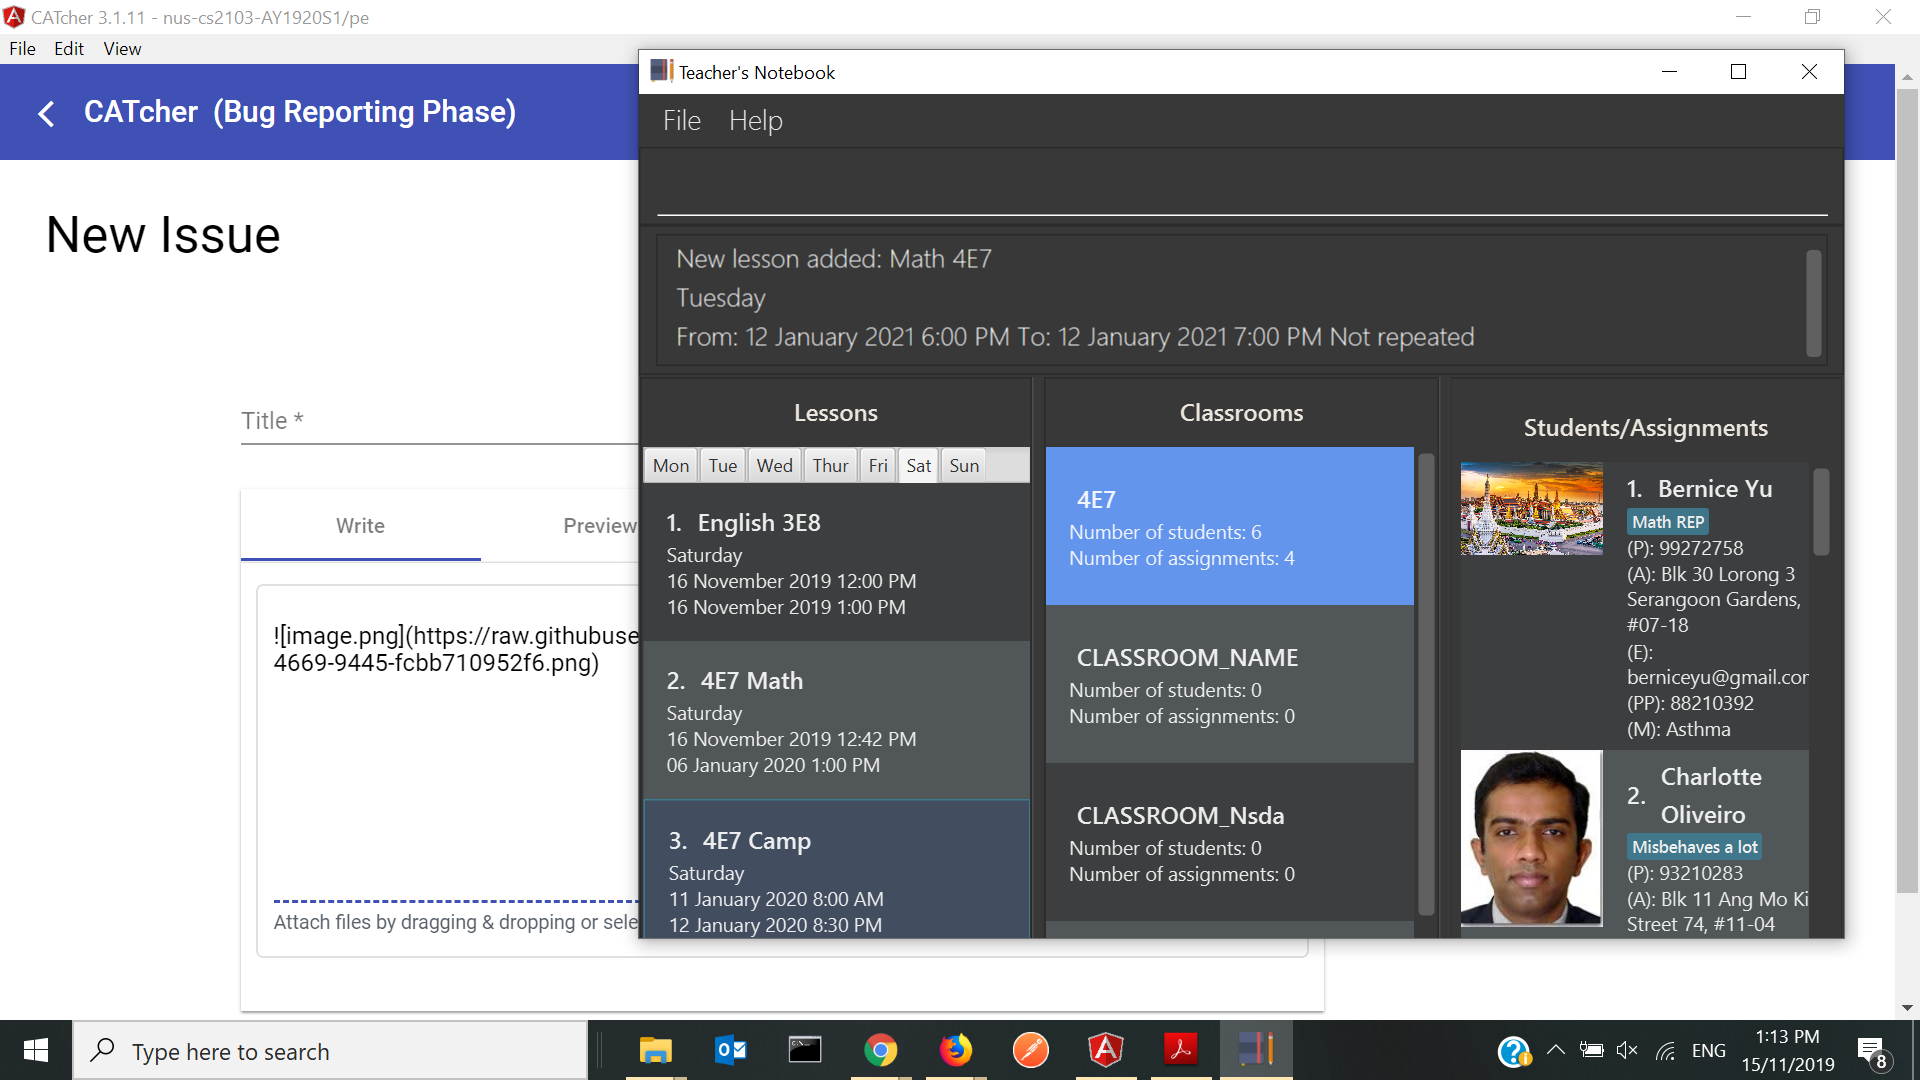 CATcher 3.1.11 - nus-cs2103-AY1920S1/pe
File Edit View
CATcher (Bug Reporting Phase)
New Issue
Title *
Write Preview
![image.png](https://raw.githubuse
4669-9445-fcbb710952f6.png)
Attach files by dragging & dropping or sele
Teacher's Notebook
File Help
New lesson added: Math 4E7
Tuesday
From: 12 January 2021 6:00 PM To: 12 January 2021 7:00 PM Not repeated
Lessons
Mon Tue Wed Thur Fri Sat Sun
1. English 3E8
Saturday
16 November 2019 12:00 PM
16 November 2019 1:00 PM
2. 4E7 Math
Saturday
16 November 2019 12:42 PM
06 January 2020 1:00 PM
3. 4E7 Camp
Saturday
11 January 2020 8:00 AM
12 January 2020 8:30 PM
Classrooms
4E7
Number of students: 6
Number of assignments: 4
CLASSROOM_NAME
Number of students: 0
Number of assignments: 0
CLASSROOM_Nsda
Number of students: 0
Number of assignments: 0
Students/Assignments
1. Bernice Yu
Math REP
(P): 99272758
(A): Blk 30 Lorong 3
Serangoon Gardens,
#07-18
(E):
berniceyu@gmail.cor
(PP): 88210392
(M): Asthma
2. Charlotte
Oliveiro
Misbehaves a lot
(P): 93210283
(A): Blk 11 Ang Mo Ki
Street 74, #11-04
Type here to search
ENG
1:13 PM
15/11/2019
8